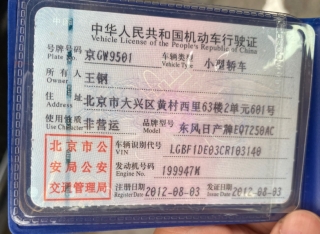 中华人民共和国机动车行驶证
Vehicle License of the People's Republic of China
号牌号码 京GW9501 车辆类型 小型轿车
Plate No. Vehicle Type
所有人 王钢
Owner
住址 北京市大兴区黄村西里63楼2单元601号
Address
使用性质 非营运 品牌型号 东风日产牌EQ7250AC
Use Character Model
北京市公 车辆识别代号 LGBF1DE03CR103140
VIN
安局公安 发动机号码 199947W
Engine No.
交通管理局 注册日期 2012-08-03 发证日期 2012-08-03
Register Date Issue Date